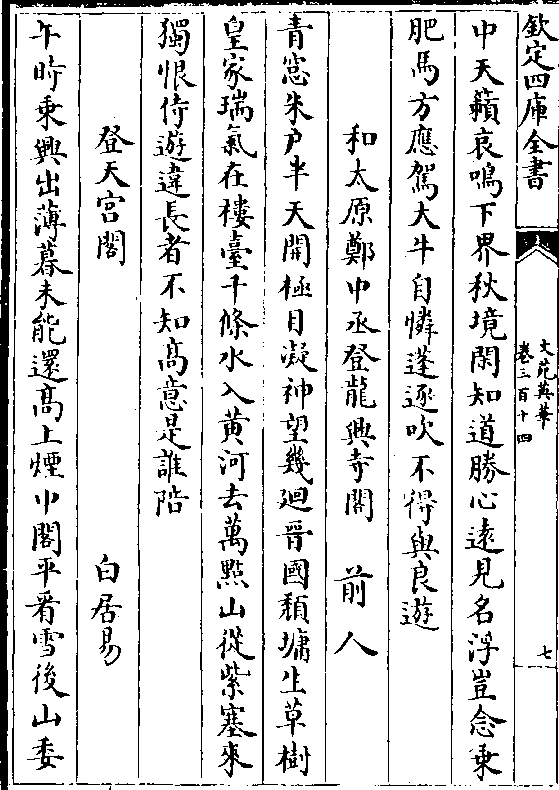 欽定四庫全書
文苑英華
卷三百十四
七
中天籟哀鳴下界秋境閑知道勝心遠見名浮豈念乗
肥馬方應駕大牛自憐蓬逐吹不得與良遊
和太原鄭中丞登龍興寺閣 前人
青窻朱户半天開極目凝神望幾迴晉國頽墉生草樹
皇家瑞氣在樓臺千條水入黄河去萬點山從紫塞來
獨恨侍遊違長者不知髙意是誰陪
登天宫閣 白居易
午時乗興出薄暮未能還髙上煙中閣平看雪後山委